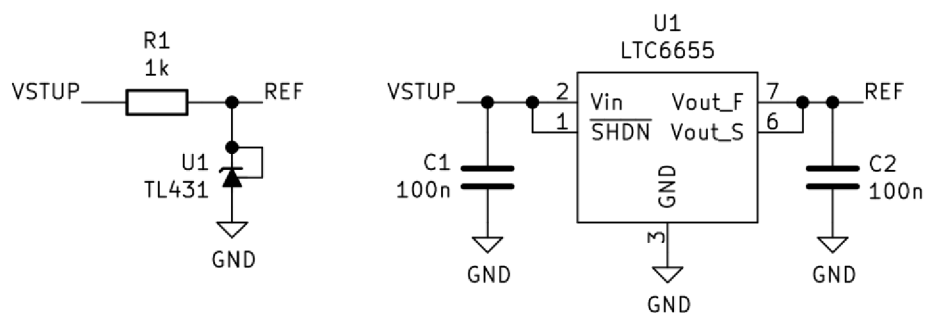 R1
1k
VSTUP
REF
U1
TL431
GND
U1
LTC6655
VSTUP
2
Vin
Vout_F
7
REF
1
SHDN
Vout_S
6
C1
100n
GND
3
C2
100n
GND
GND
GND